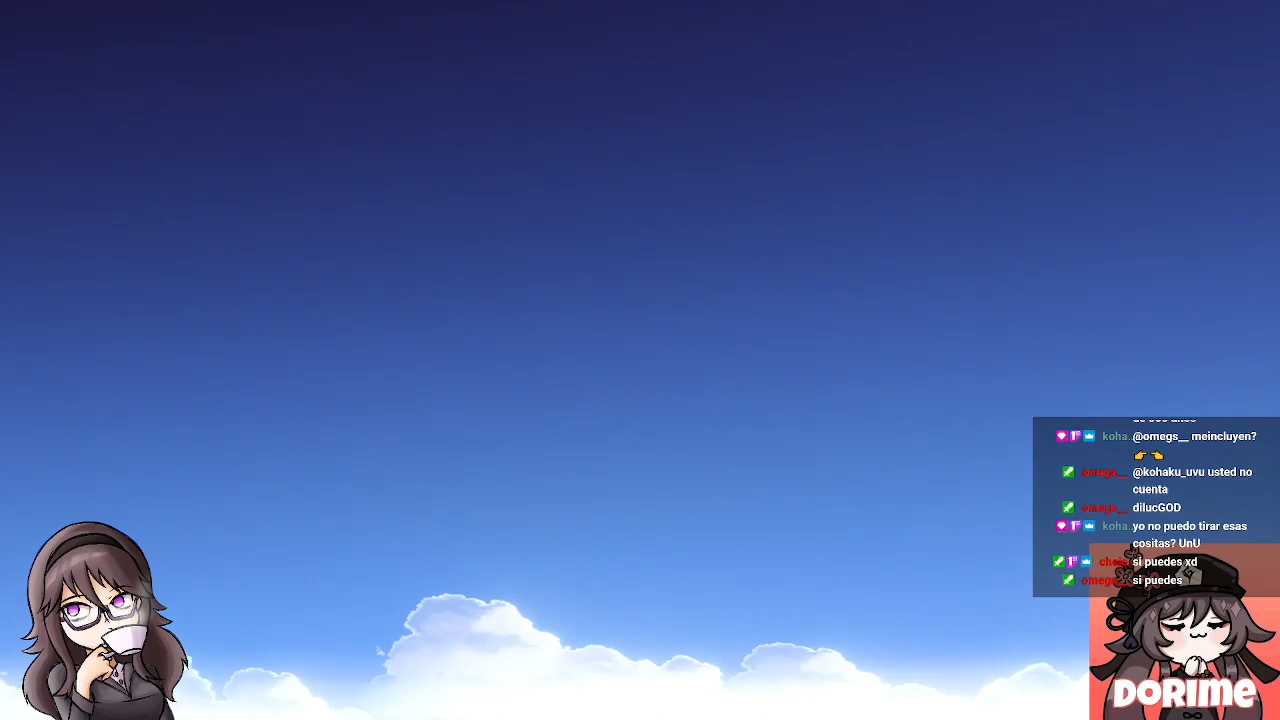 koha.. @omegs__ meincluyen?
👉 👈
omegs__ @kohaku_uvu usted no
cuenta
omegs__ dilucGOD
koha.. yo no puedo tirar esas
cositas? UnU
si puedes xd
omegs__ si puedes
DORIME